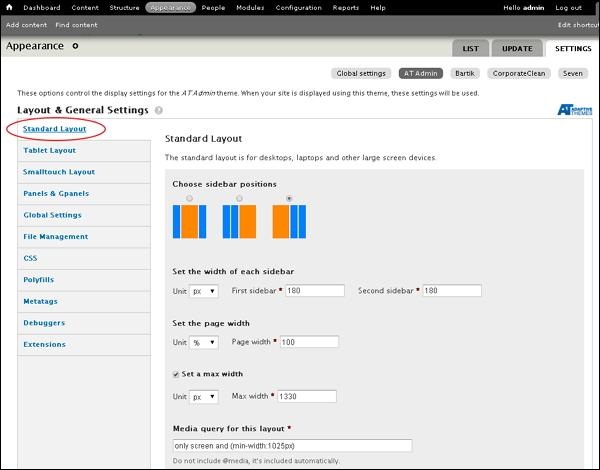 Dashboard Content Structure Appearance People Modules Configuration Reports Help Hello admin Log out
Add content Find content Edit shortcu
Appearance LIST UPDATE SETTINGS
Global settings AT Admin Bartik CorporateClean Seven
These options control the display settings for the AT Admin theme. When your site is displayed using this theme, these settings will be used.
Layout & General Settings ? AT ADAPTIVE THEMES
Standard Layout
Tablet Layout
Smalltouch Layout
Panels & Gpanels
Global Settings
File Management
CSS
Polyfills
Metatags
Debuggers
Extensions
Standard Layout
The standard layout is for desktops, laptops and other large screen devices.
Choose sidebar positions
Set the width of each sidebar
Unit px First sidebar * 180 Second sidebar * 180
Set the page width
Unit % Page width * 100
Set a max width
Unit px Max width * 1330
Media query for this layout *
only screen and (min-width:1025px)
Do not include @media, it's included automatically.